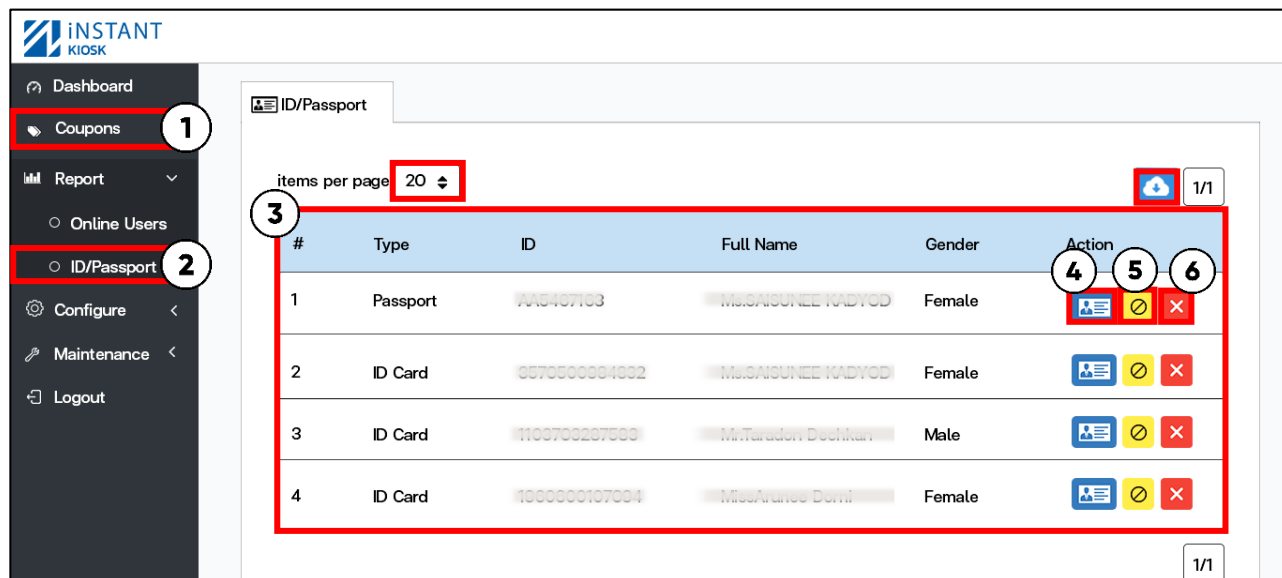 iNSTANT
KIOSK
Dashboard
Coupons 1
Report
Online Users
ID/Passport 2
Configure
Maintenance
Logout
ID/Passport
items per page 20
1/1
3
# Type ID Full Name Gender Action
4 5 6
1 Passport Female
2 ID Card Female
3 ID Card Male
4 ID Card Female
1/1